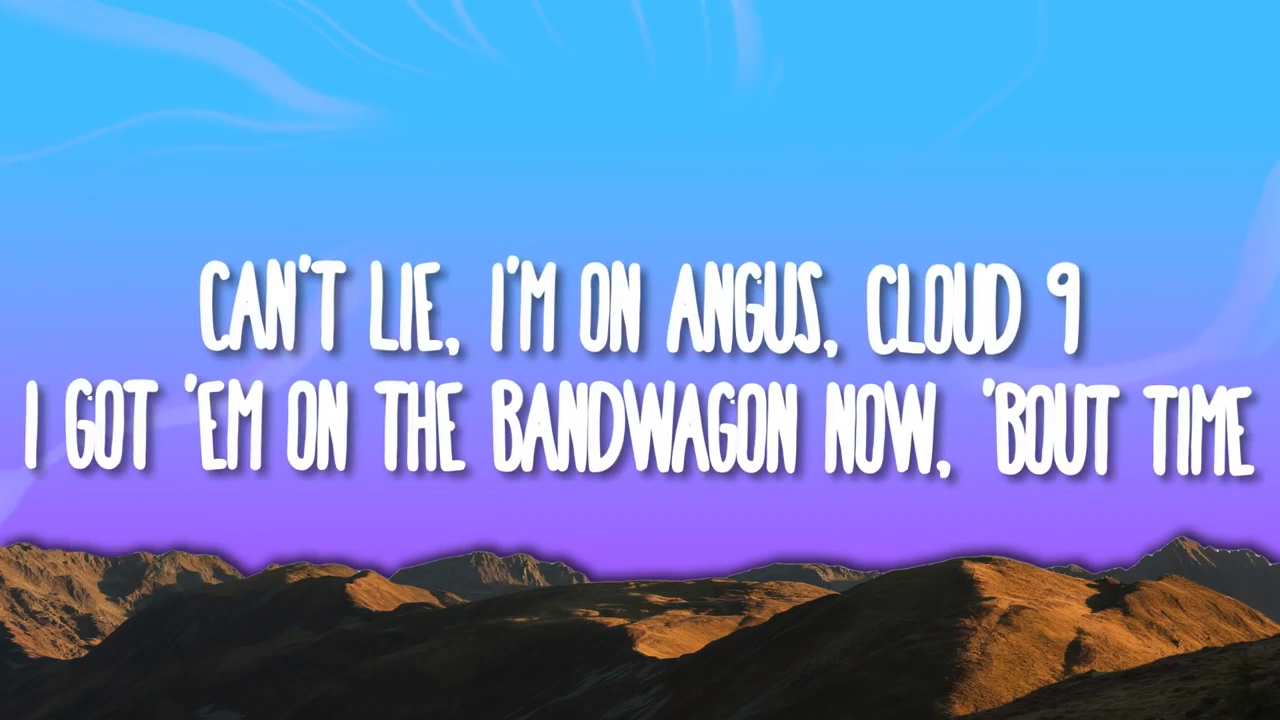 CAN'T LIE, I'M ON ANGUS, CLOUD 9
I GOT 'EM ON THE BANDWAGON NOW, 'BOUT TIME